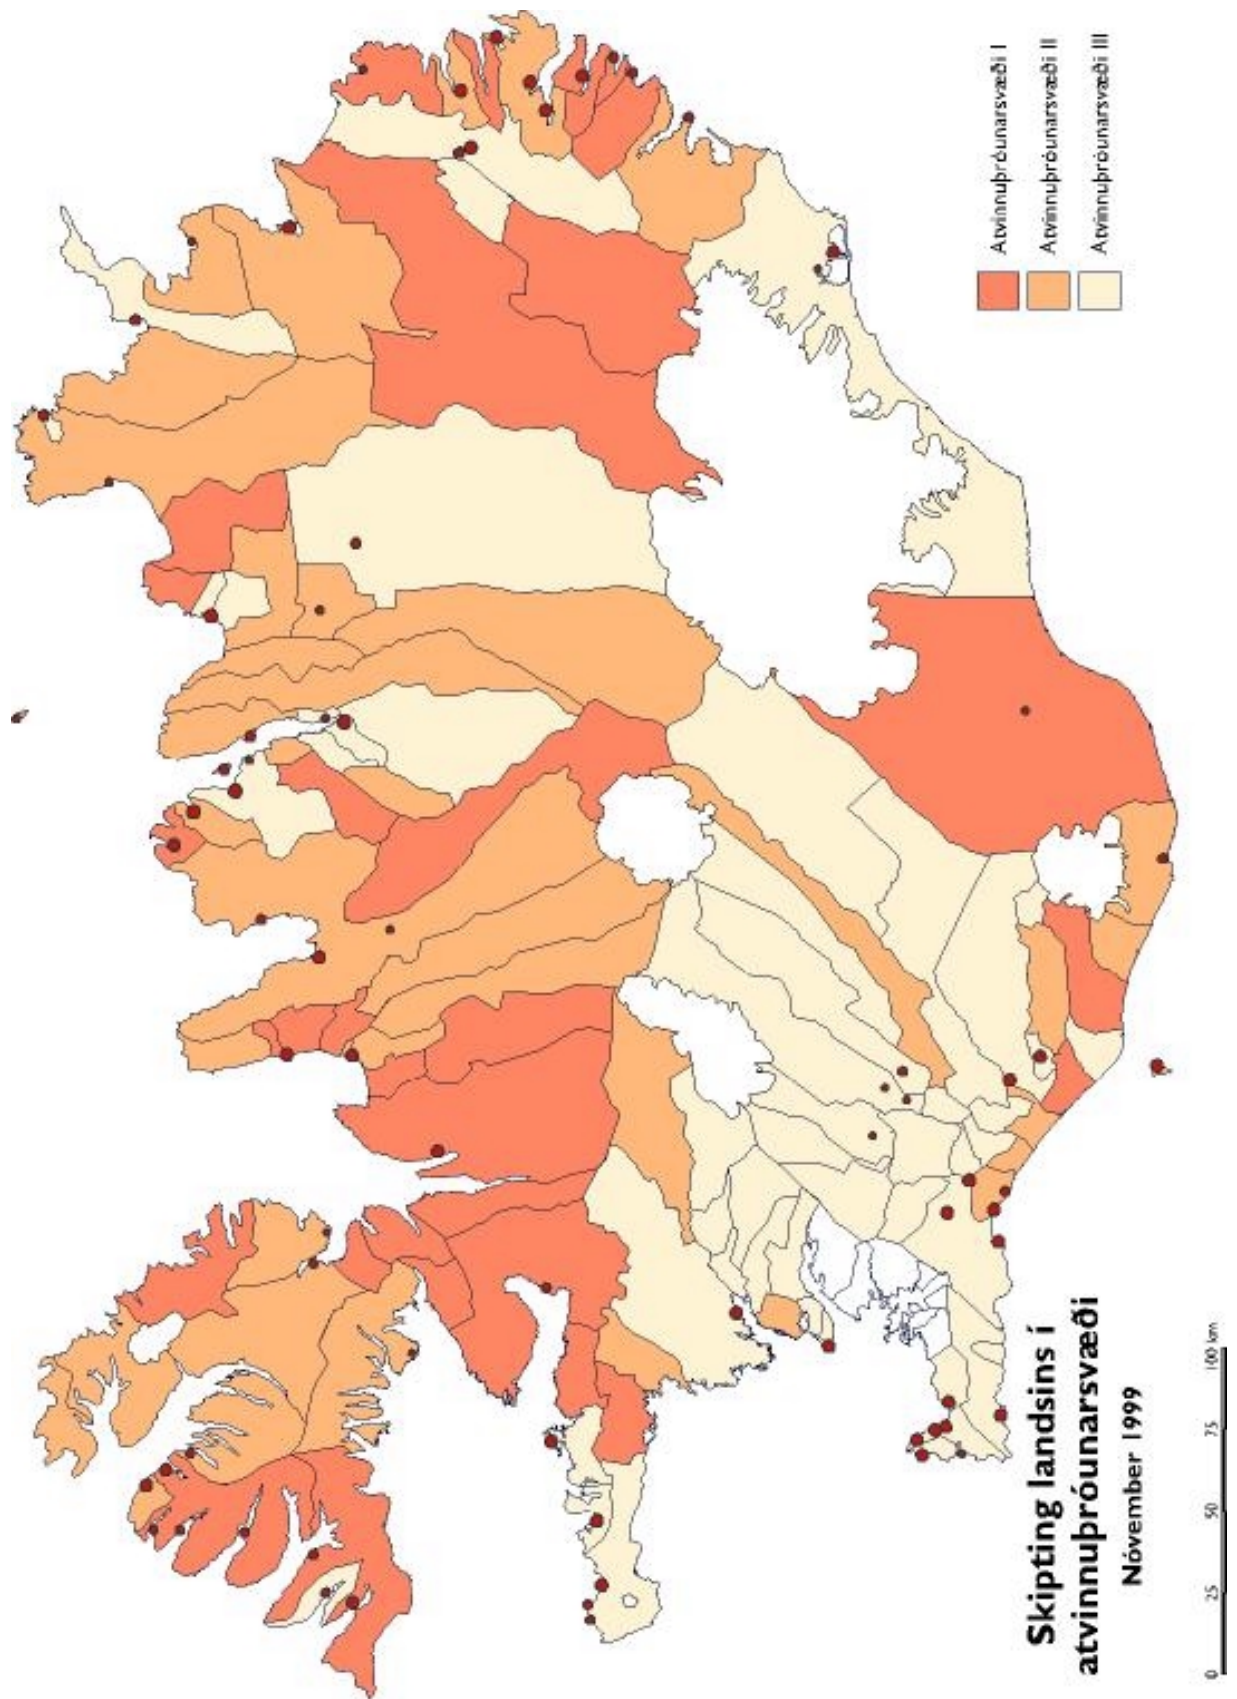 Atvinnuþróunarsvæði I
Atvinnuþróunarsvæði II
Atvinnuþróunarsvæði III
Skipting landsins í
atvinnuþróunarsvæði
Nóvember 1999
0 25 50 75 100 km